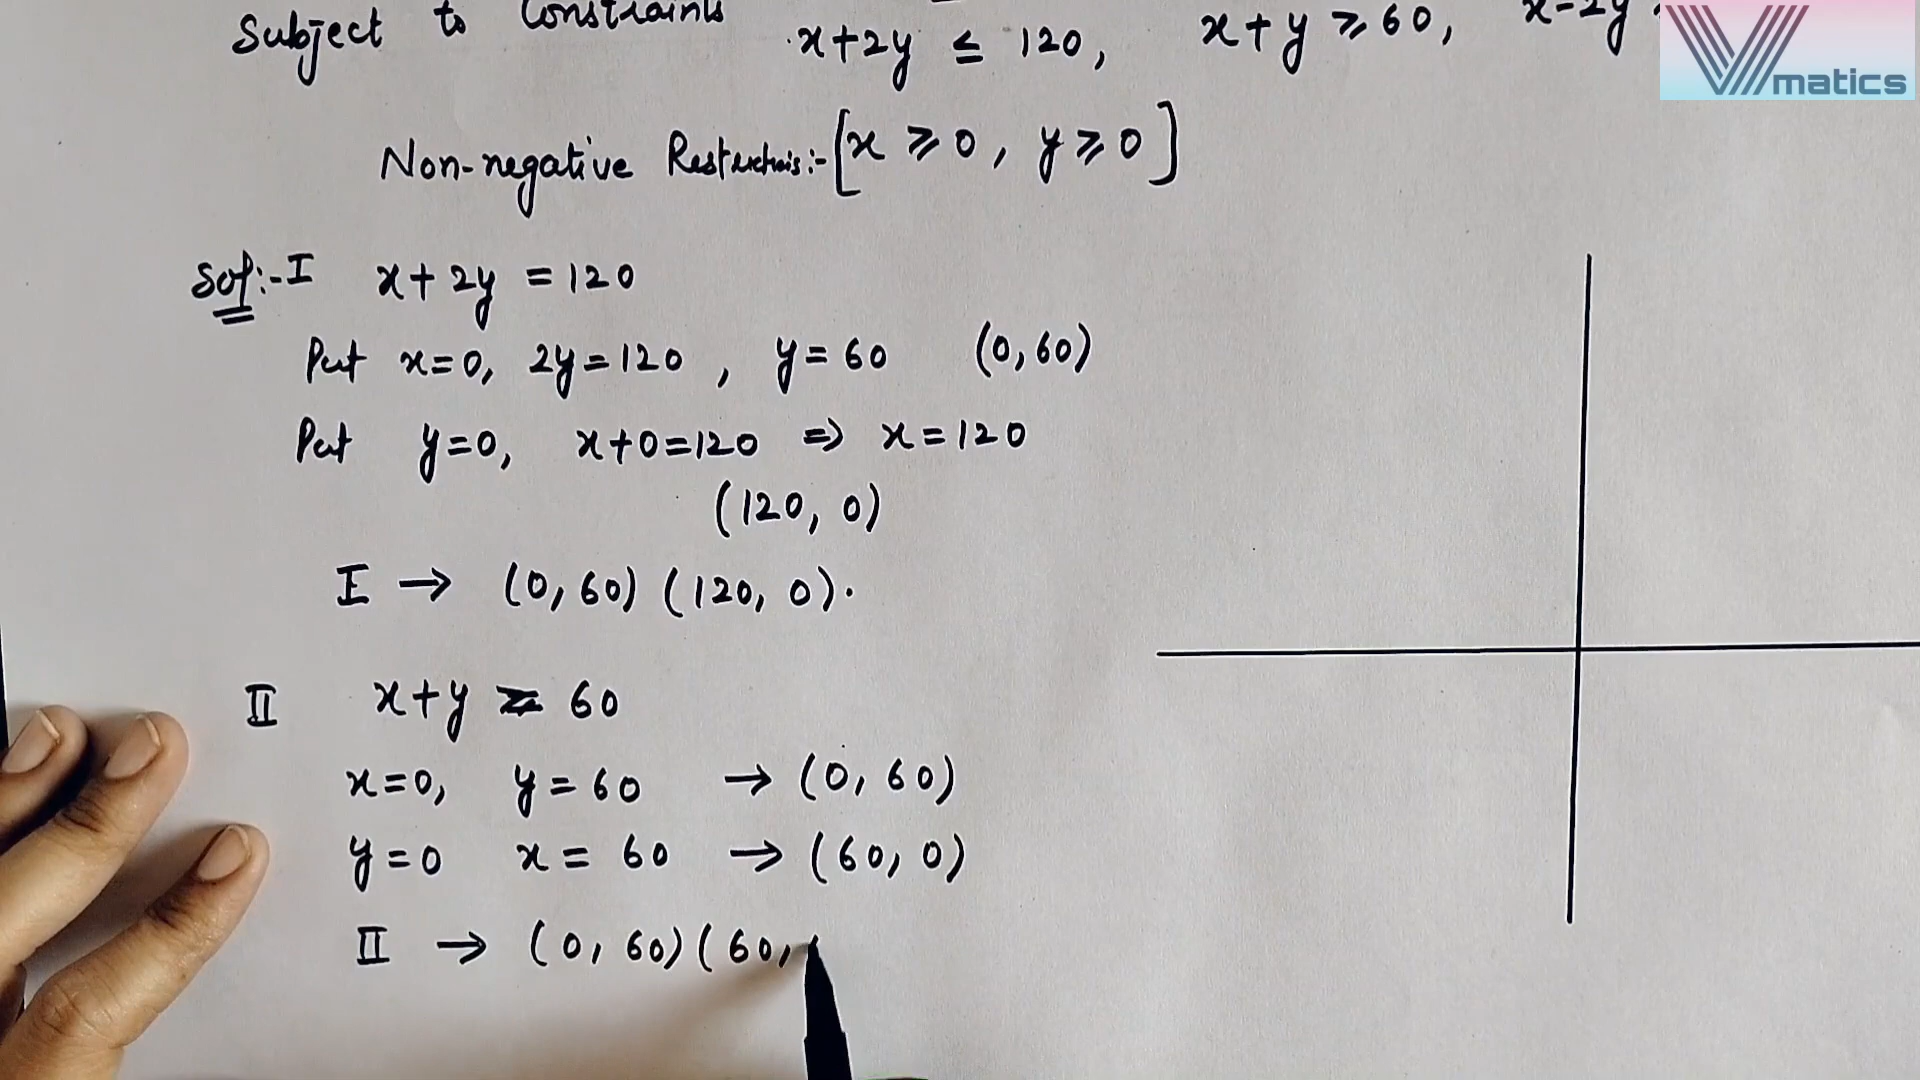 Subject to Constraints x+2y ≤ 120, x+y ≥ 60, x-2y
Vmatics
Non-negative Restrictions:- [x ≥ 0, y ≥ 0]
Sol:- I x+2y = 120
Put x=0, 2y=120, y=60 (0,60)
Put y=0, x+0=120 ⇒ x=120
(120, 0)
I → (0,60) (120, 0).
II x+y = 60
x=0, y=60 → (0,60)
y=0 x=60 → (60,0)
II → (0,60) (60,